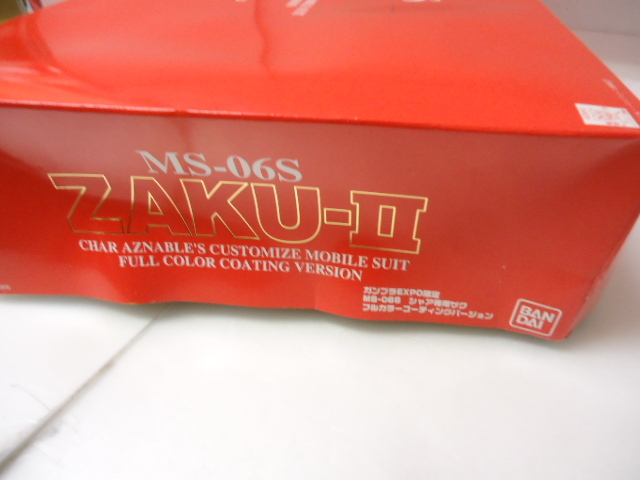 MS-06S
ZAKU-II
CHAR AZNABLE'S CUSTOMIZE MOBILE SUIT
FULL COLOR COATING VERSION
ガンプラEXPO限定
MS-06S シャア専用ザク
フルカラーコーティングバージョン
BAN
DAI